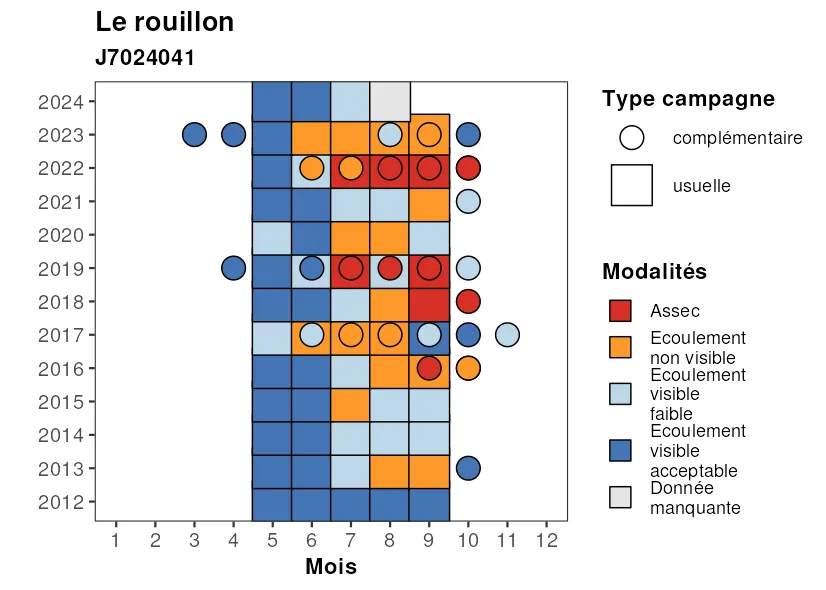 Le rouillon
J7024041
2024
2023
2022
2021
2020
2019
2018
2017
2016
2015
2014
2013
2012
1 2 3 4 5 6 7 8 9 10 11 12
Mois
Type campagne
complémentaire
usuelle
Modalités
Assec
Ecoulement
non visible
Ecoulement
visible
faible
Ecoulement
visible
acceptable
Donnée
manquante